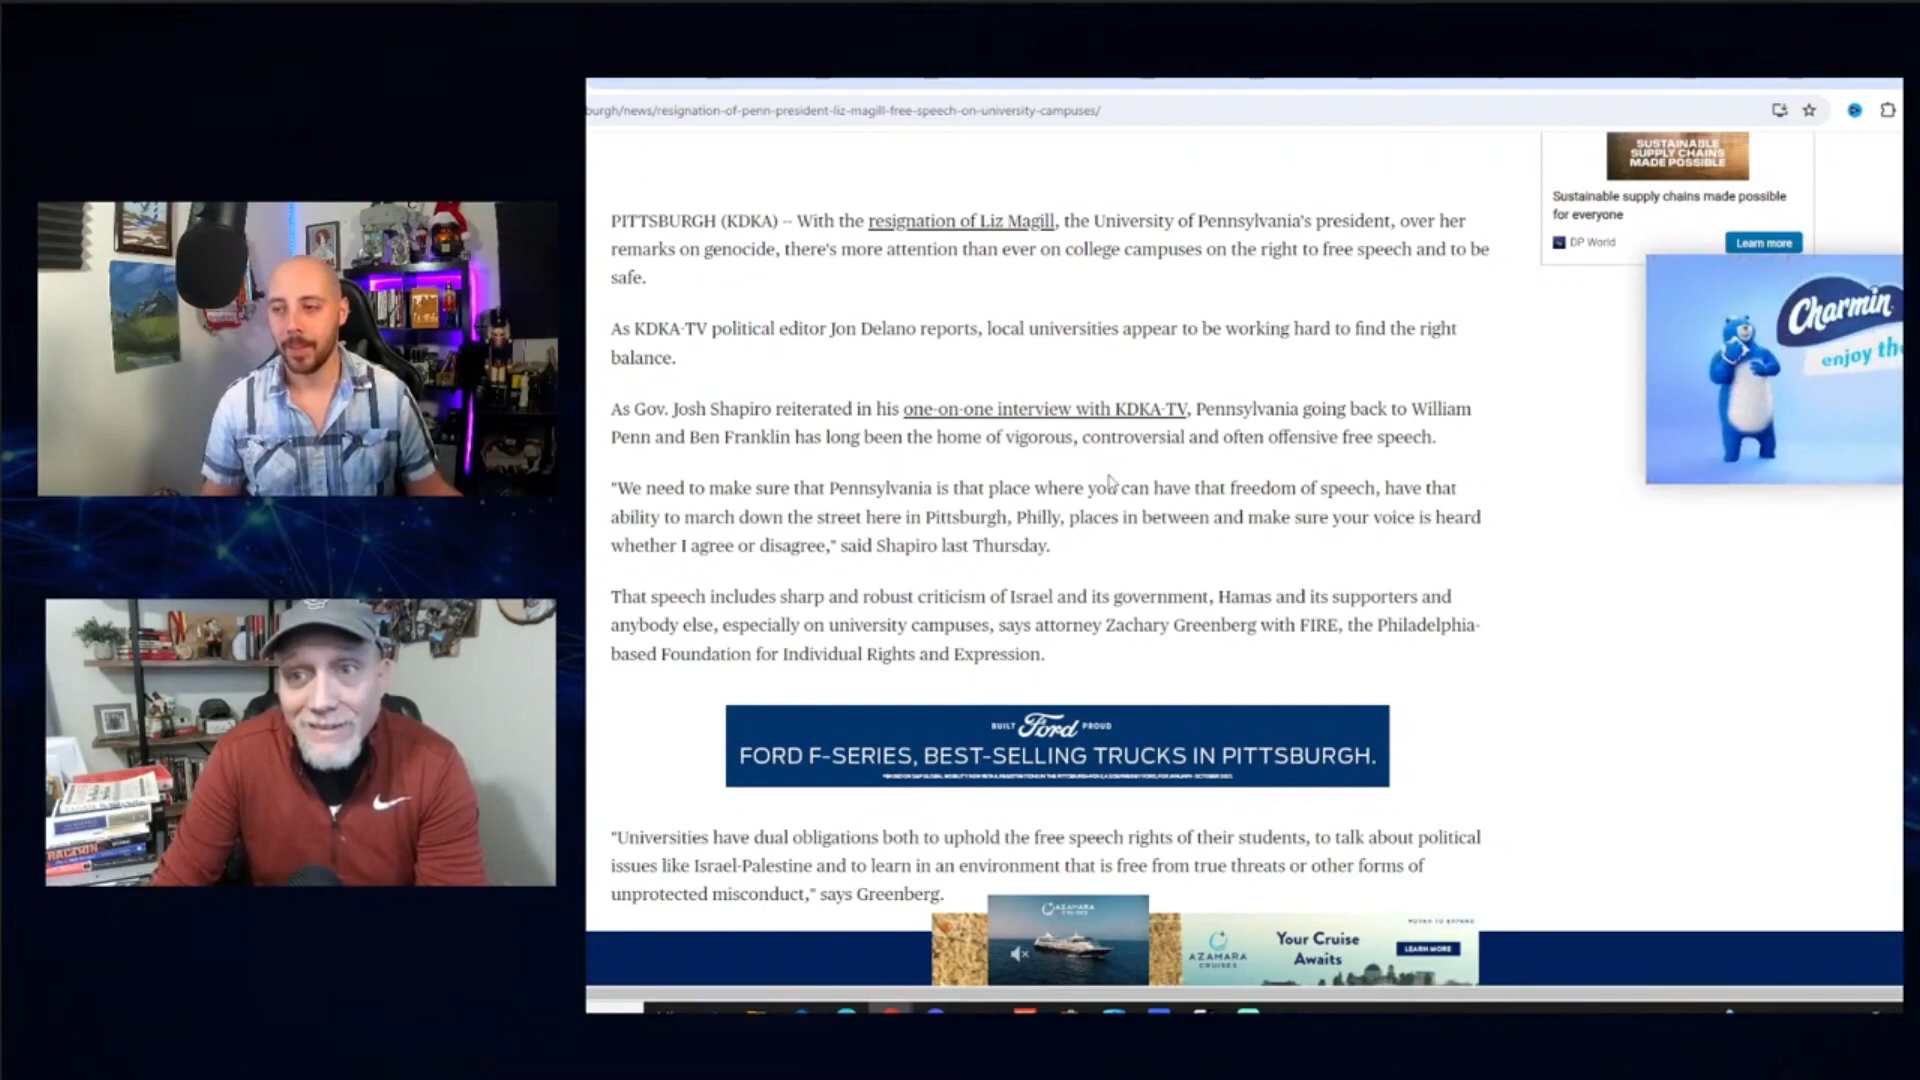 burgh/news/resignation-of-penn-president-liz-magill-free-speech-on-university-campuses/
SUSTAINABLE
SUPPLY CHAINS
MADE POSSIBLE
Sustainable supply chains made possible
for everyone
DP World
Learn more
PITTSBURGH (KDKA) -- With the resignation of Liz Magill, the University of Pennsylvania's president, over her
remarks on genocide, there's more attention than ever on college campuses on the right to free speech and to be
safe.
As KDKA-TV political editor Jon Delano reports, local universities appear to be working hard to find the right
balance.
Charmin
enjoy the
As Gov. Josh Shapiro reiterated in his one-on-one interview with KDKA-TV, Pennsylvania going back to William
Penn and Ben Franklin has long been the home of vigorous, controversial and often offensive free speech.
"We need to make sure that Pennsylvania is that place where you can have that freedom of speech, have that
ability to march down the street here in Pittsburgh, Philly, places in between and make sure your voice is heard
whether I agree or disagree," said Shapiro last Thursday.
That speech includes sharp and robust criticism of Israel and its government, Hamas and its supporters and
anybody else, especially on university campuses, says attorney Zachary Greenberg with FIRE, the Philadelphia-
based Foundation for Individual Rights and Expression.
BUILT Ford PROUD
FORD F-SERIES, BEST-SELLING TRUCKS IN PITTSBURGH.
"Universities have dual obligations both to uphold the free speech rights of their students, to talk about political
issues like Israel-Palestine and to learn in an environment that is free from true threats or other forms of
unprotected misconduct," says Greenberg.
AZAMARA
CRUISES
HOVER TO EXPAND
AZAMARA
CRUISES
Your Cruise
Awaits
LEARN MORE